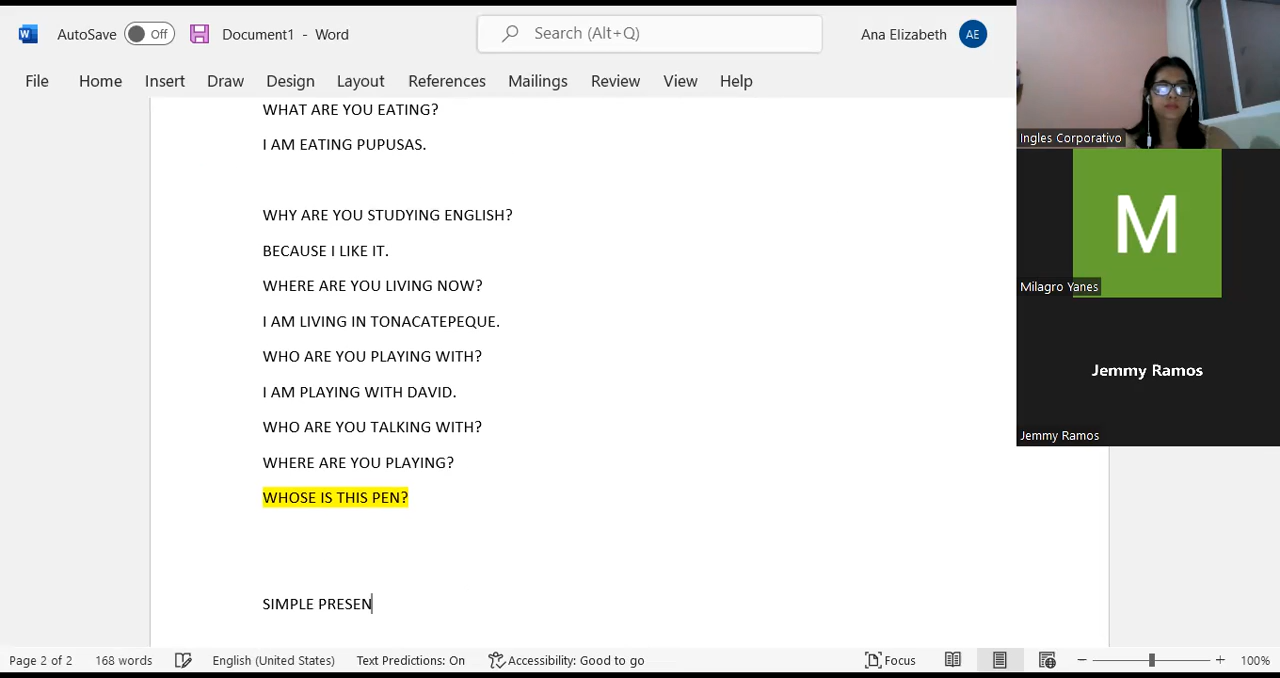 AutoSave Off Document1 - Word Search (Alt+Q) Ana Elizabeth AE
File Home Insert Draw Design Layout References Mailings Review View Help
WHAT ARE YOU EATING?
I AM EATING PUPUSAS.
WHY ARE YOU STUDYING ENGLISH?
BECAUSE I LIKE IT.
WHERE ARE YOU LIVING NOW?
I AM LIVING IN TONACATEPEQUE.
WHO ARE YOU PLAYING WITH?
I AM PLAYING WITH DAVID.
WHO ARE YOU TALKING WITH?
WHERE ARE YOU PLAYING?
WHOSE IS THIS PEN?
SIMPLE PRESEN
Ingles Corporativo
M
Milagro Yanes
Jemmy Ramos
Jemmy Ramos
Page 2 of 2 168 words English (United States) Text Predictions: On Accessibility: Good to go Focus 100%